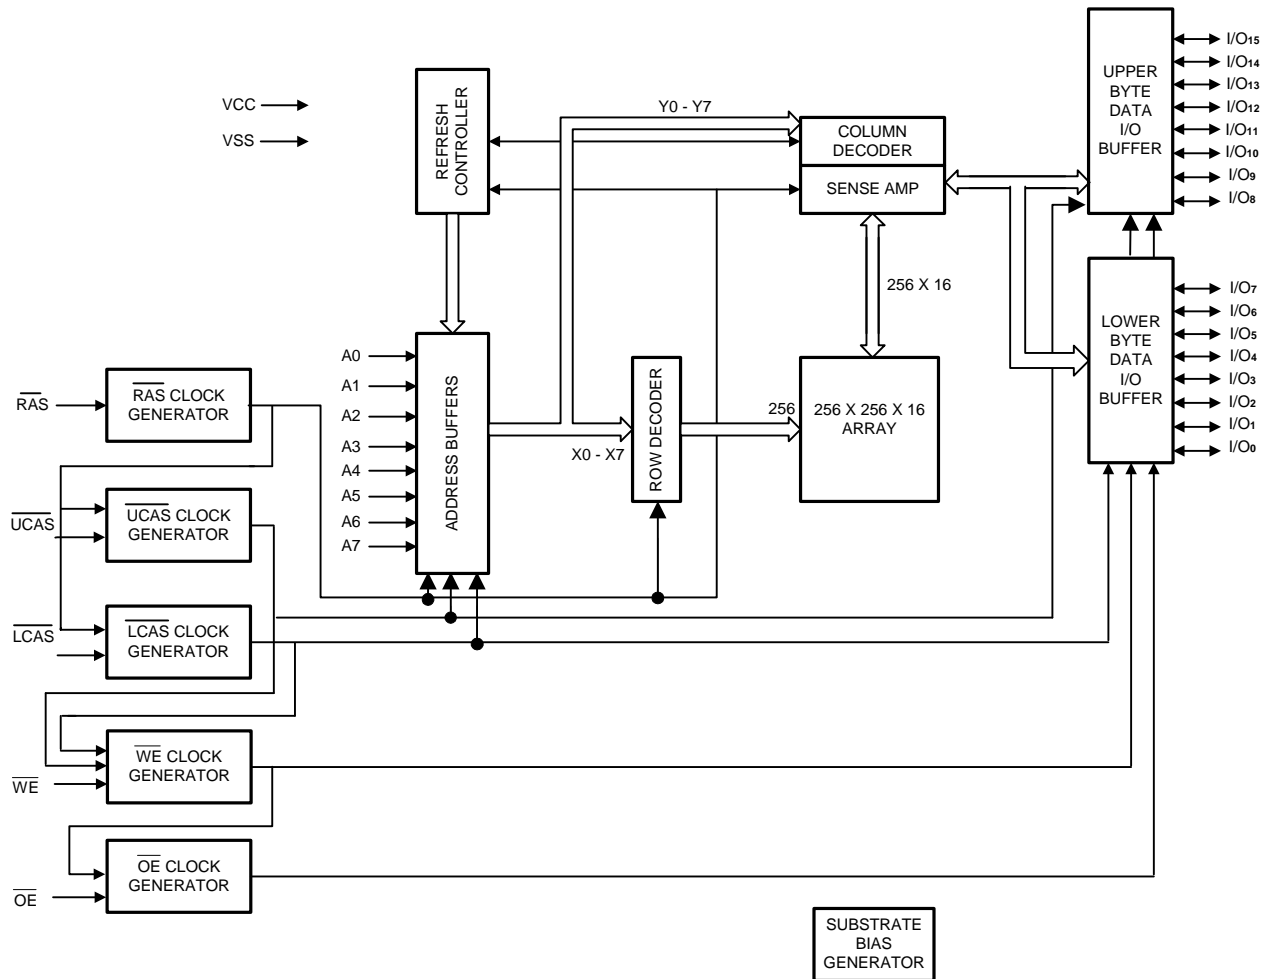 VCC
VSS
REFRESH
CONTROLLER
Y0 - Y7
COLUMN
DECODER
SENSE AMP
UPPER
BYTE
DATA
I/O
BUFFER
I/O15
I/O14
I/O13
I/O12
I/O11
I/O10
I/O9
I/O8
256 X 16
LOWER
BYTE
DATA
I/O
BUFFER
I/O7
I/O6
I/O5
I/O4
I/O3
I/O2
I/O1
I/O0
A0
A1
A2
A3
A4
A5
A6
A7
ADDRESS BUFFERS
X0 - X7
ROW DECODER
256
256 X 256 X 16
ARRAY
RAS
RAS CLOCK
GENERATOR
UCAS
UCAS CLOCK
GENERATOR
LCAS
LCAS CLOCK
GENERATOR
WE
WE CLOCK
GENERATOR
OE
OE CLOCK
GENERATOR
SUBSTRATE
BIAS
GENERATOR